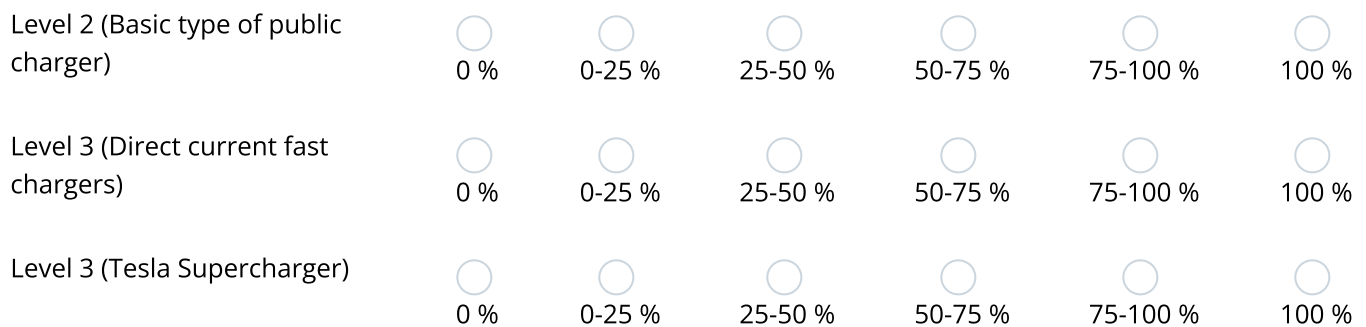 Level 2 (Basic type of public
charger)
0 % 0-25 % 25-50 % 50-75 % 75-100 % 100 %
Level 3 (Direct current fast
chargers)
0 % 0-25 % 25-50 % 50-75 % 75-100 % 100 %
Level 3 (Tesla Supercharger)
0 % 0-25 % 25-50 % 50-75 % 75-100 % 100 %